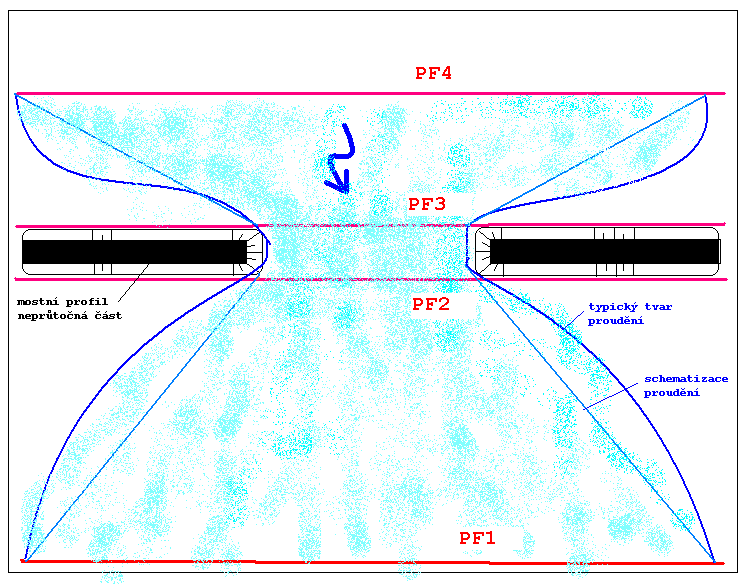 PF4
PF3
PF2
mostní profil
neprůtočná část
typický tvar
proudění
schematizace
proudění
PF1